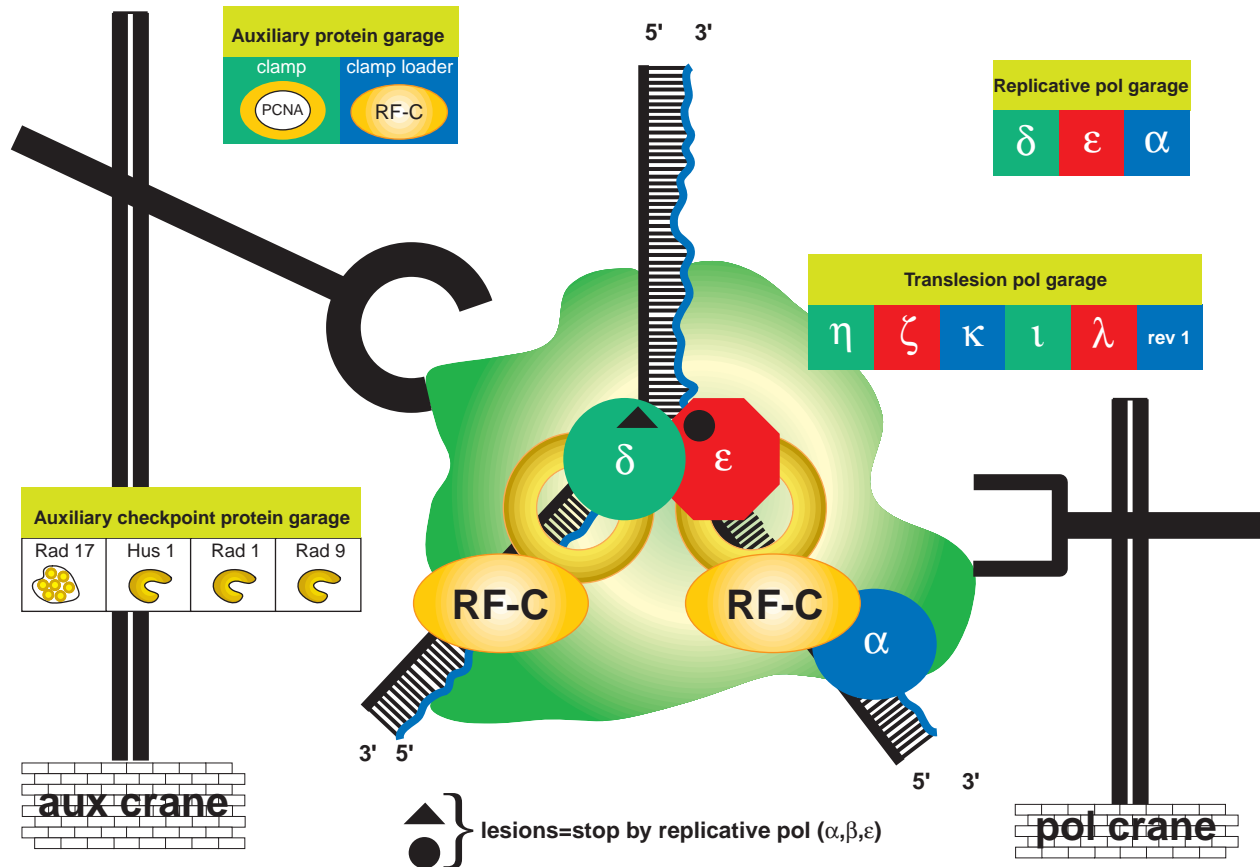 5' 3'
Auxiliary protein garage
clamp clamp loader
PCNA RF-C
Replicative pol garage
δ ε α
Translesion pol garage
η ζ κ ι λ rev 1
δ ε
Auxiliary checkpoint protein garage
Rad 17 Hus 1 Rad 1 Rad 9
RF-C RF-C
α
3' 5'
5' 3'
aux crane
lesions=stop by replicative pol (α,β,ε)
pol crane